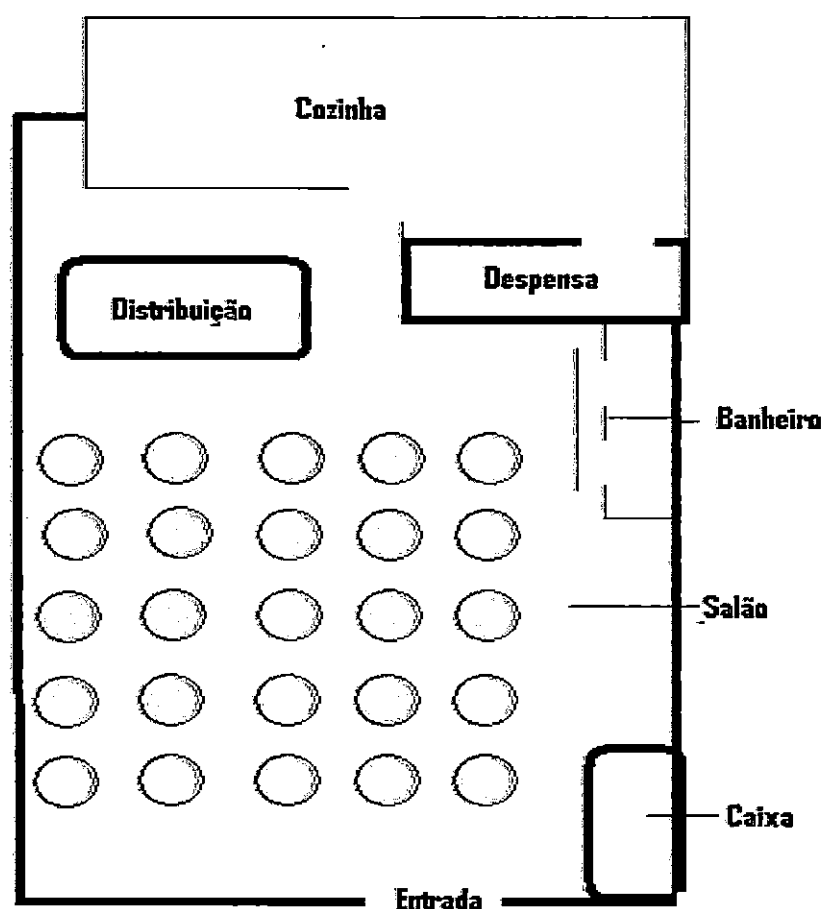 Cozinha
Despensa
Distribuição
Banheiro
Salão
Caixa
Entrada